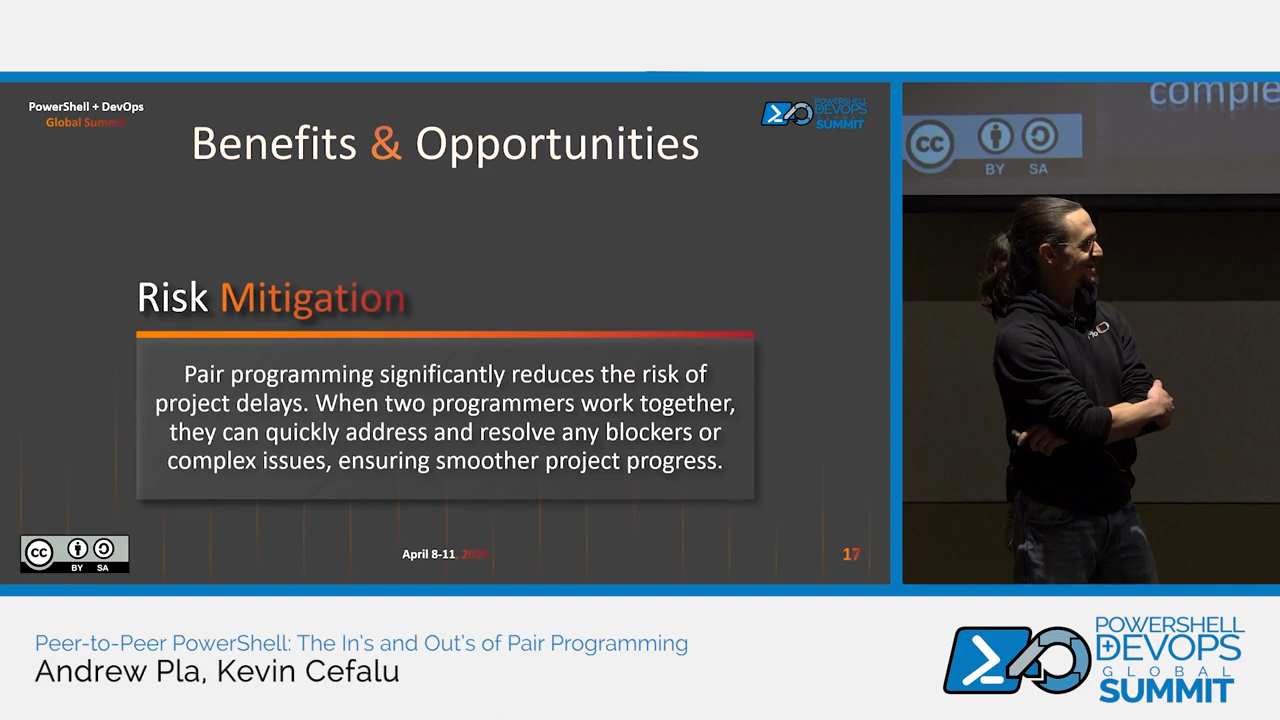 PowerShell + DevOps
Global Summit
POWERSHELL
DEVOPS
GLOBAL
SUMMIT
Benefits & Opportunities
Risk Mitigation
Pair programming significantly reduces the risk of
project delays. When two programmers work together,
they can quickly address and resolve any blockers or
complex issues, ensuring smoother project progress.
cc
BY SA
April 8-11, 2024
17
comple
cc
BY SA
Peer-to-Peer PowerShell: The In's and Out's of Pair Programming
Andrew Pla, Kevin Cefalu
POWERSHELL
DEVOPS
GLOBAL
SUMMIT